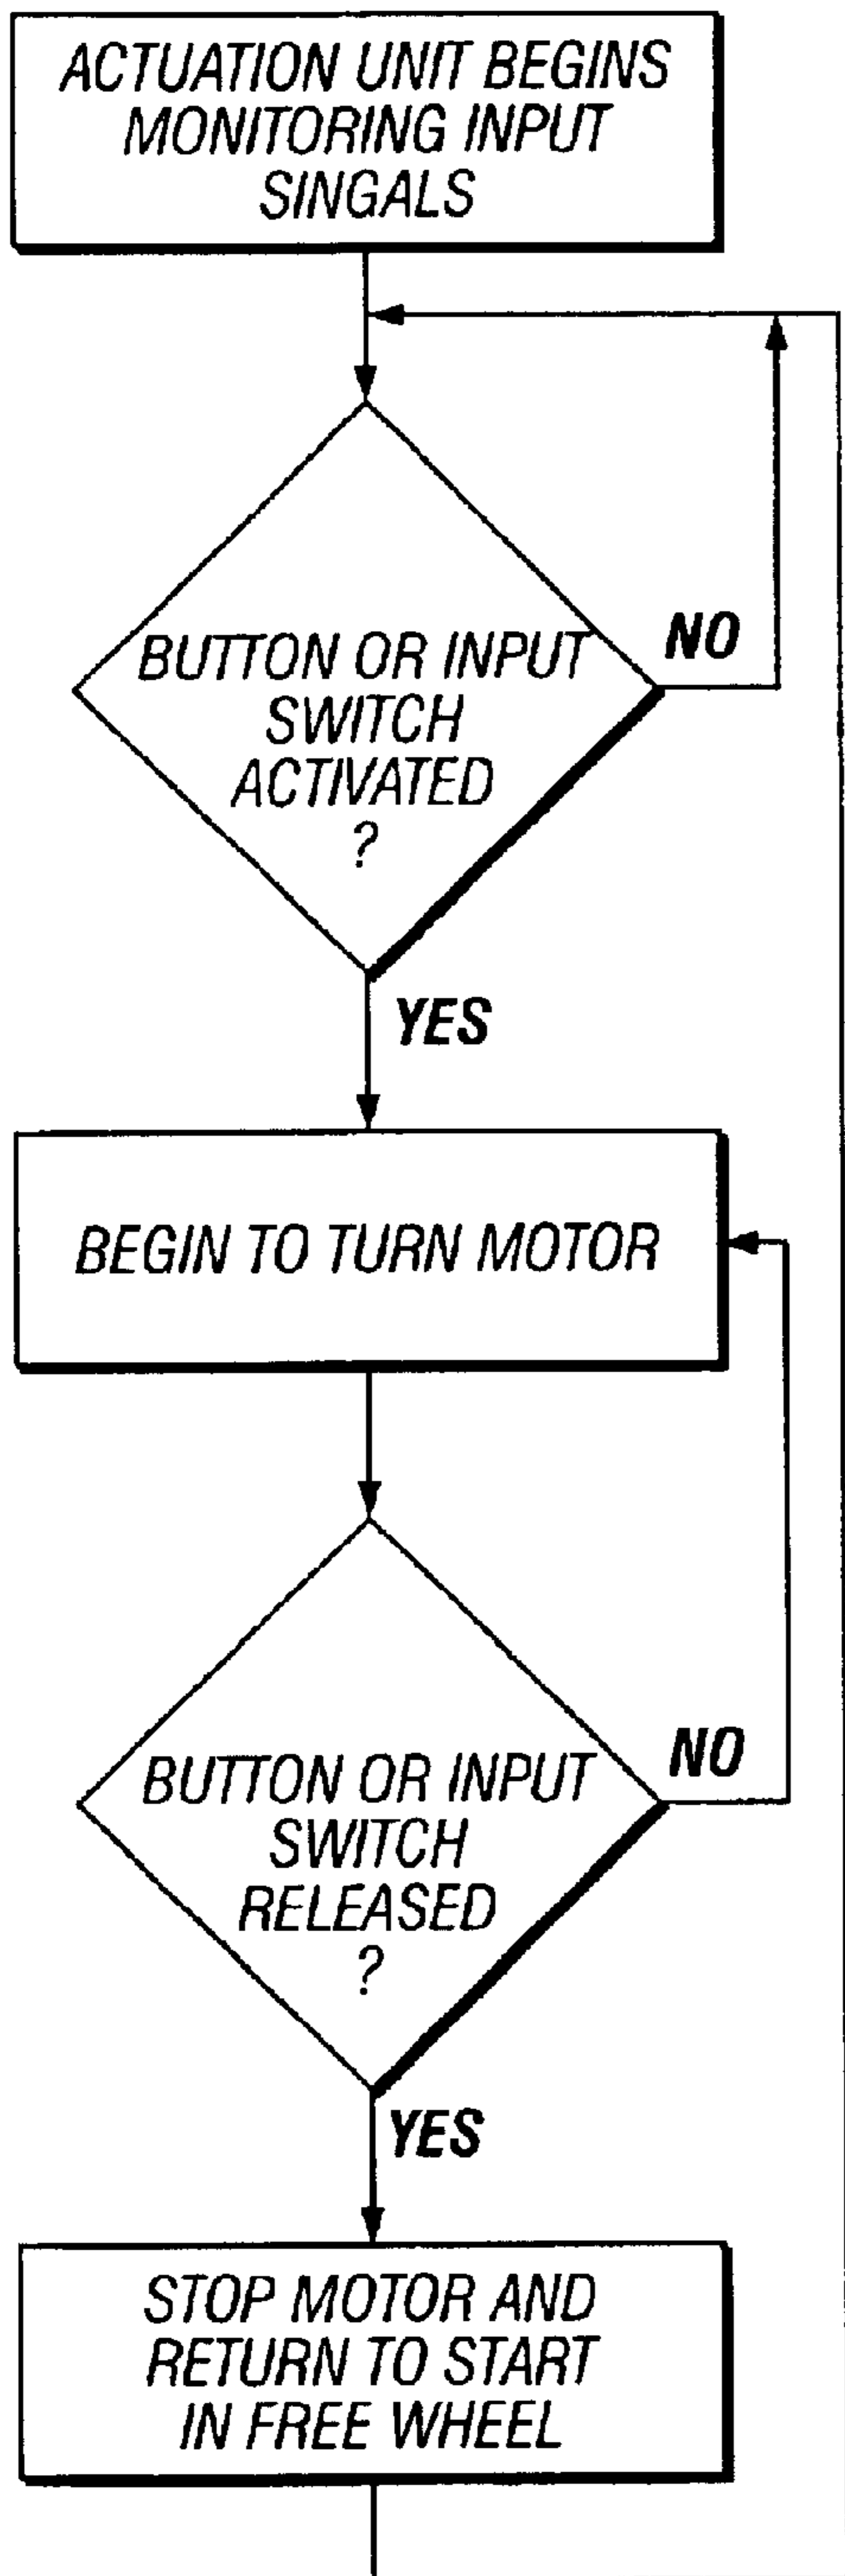 ACTUATION UNIT BEGINS
MONITORING INPUT
SINGALS
BUTTON OR INPUT
SWITCH
ACTIVATED
?
NO
YES
BEGIN TO TURN MOTOR
BUTTON OR INPUT
SWITCH
RELEASED
?
NO
YES
STOP MOTOR AND
RETURN TO START
IN FREE WHEEL